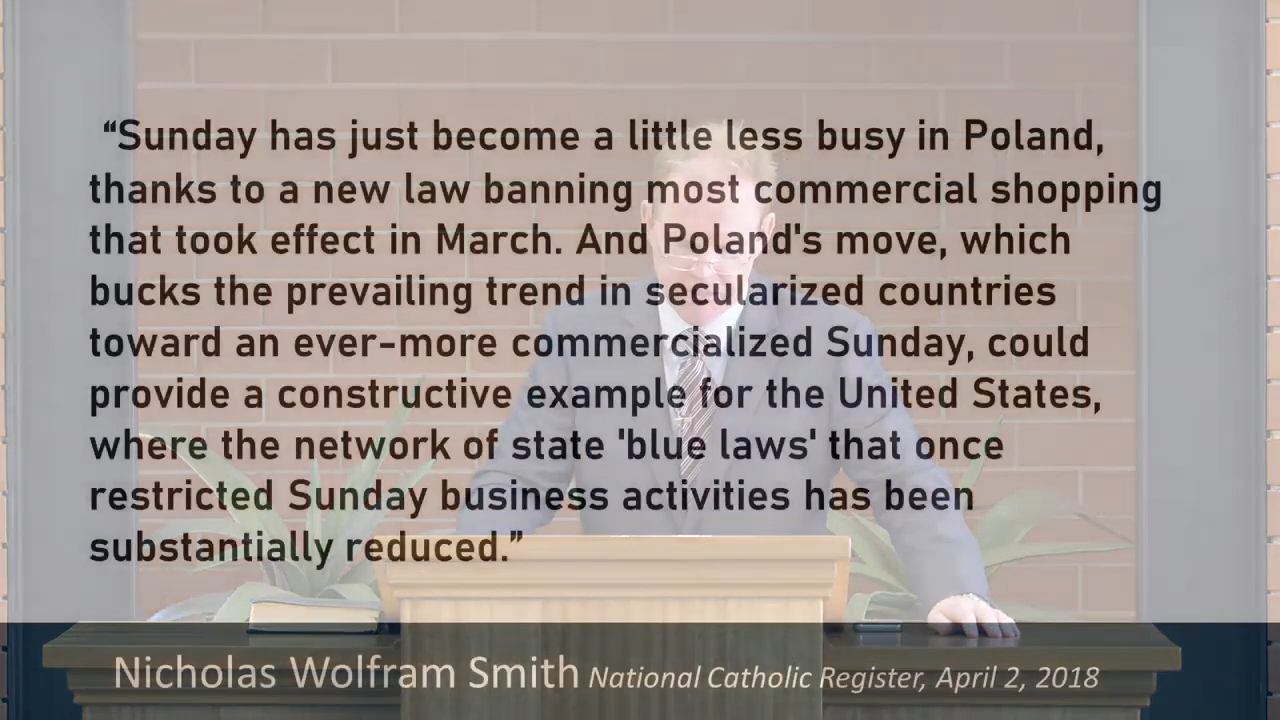 “Sunday has just become a little less busy in Poland,
thanks to a new law banning most commercial shopping
that took effect in March. And Poland's move, which
bucks the prevailing trend in secularized countries
toward an ever-more commercialized Sunday, could
provide a constructive example for the United States,
where the network of state 'blue laws' that once
restricted Sunday business activities has been
substantially reduced.”
Nicholas Wolfram Smith National Catholic Register, April 2, 2018